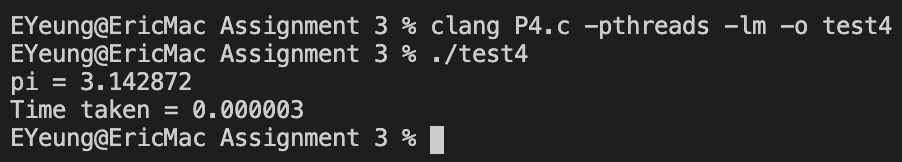 EYeung@EricMac Assignment 3 % clang P4.c -pthreads -lm -o test4
EYeung@EricMac Assignment 3 % ./test4
pi = 3.142872
Time taken = 0.000003
EYeung@EricMac Assignment 3 %